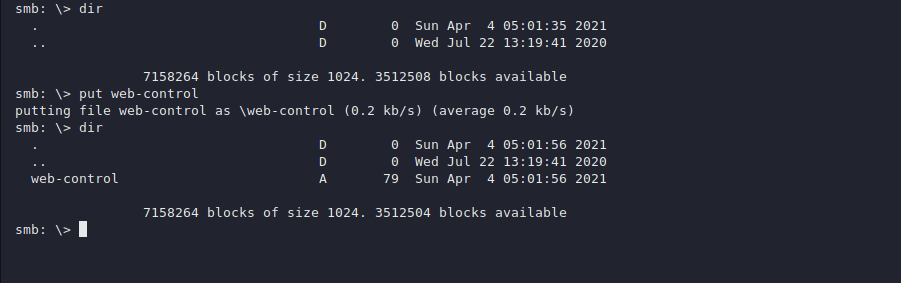 smb: \> dir
  .                                   D        0  Sun Apr  4 05:01:35 2021
  ..                                  D        0  Wed Jul 22 13:19:41 2020

                7158264 blocks of size 1024. 3512508 blocks available
smb: \> put web-control
putting file web-control as \web-control (0.2 kb/s) (average 0.2 kb/s)
smb: \> dir
  .                                   D        0  Sun Apr  4 05:01:56 2021
  ..                                  D        0  Wed Jul 22 13:19:41 2020
  web-control                         A       79  Sun Apr  4 05:01:56 2021

                7158264 blocks of size 1024. 3512504 blocks available
smb: \>